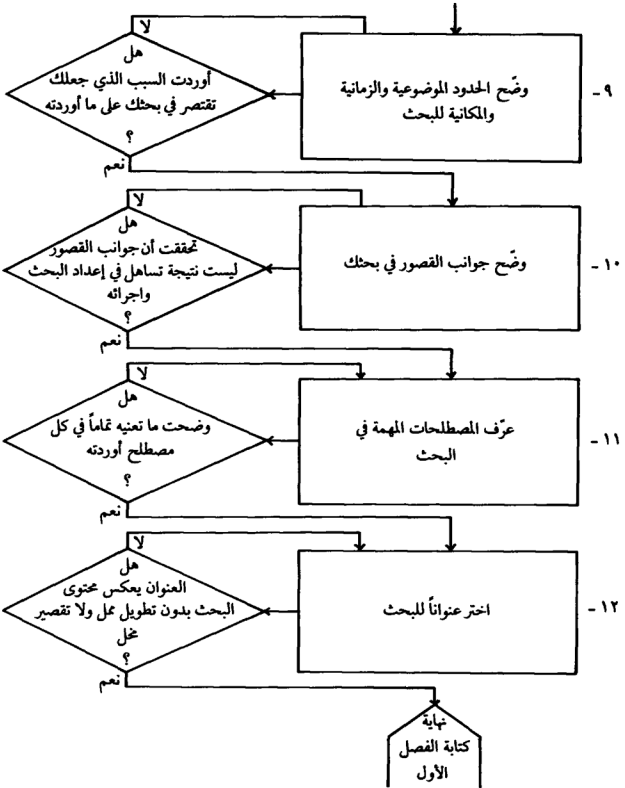 ٩ -
وضّح الحدود الموضوعية والزمانية
والمكانية للبحث
لا
هل
أوردت السبب الذي جعلك
تقتصر في بحثك على ما أوردته
؟
نعم
١٠ -
وضّح جوانب القصور في بحثك
لا
هل
تحققت أن جوانب القصور
ليست نتيجة تساهل في إعداد البحث
واجرائه
؟
نعم
١١ -
عرّف المصطلحات المهمة في
البحث
لا
هل
وضحت ما تعنيه تماماً في كل
مصطلح أوردته
؟
نعم
١٢ -
اختر عنواناً للبحث
لا
هل
العنوان يعكس محتوى
البحث بدون تطويل ممل ولا تقصير
مخل
؟
نعم
نهاية
كتابة الفصل
الأول